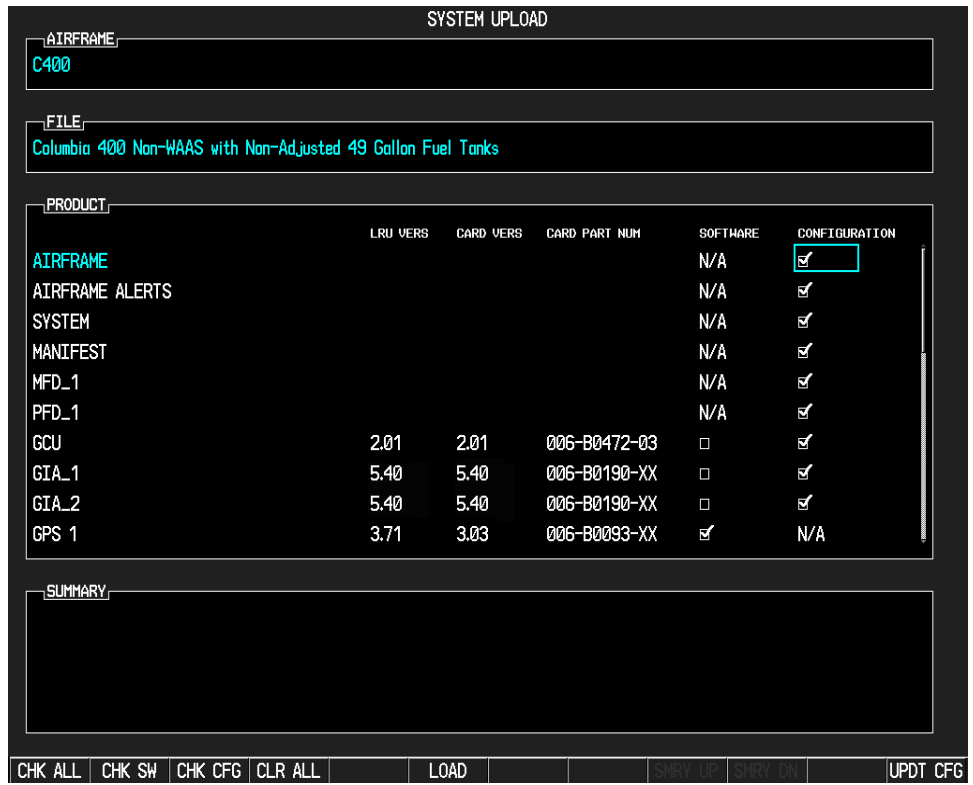 SYSTEM UPLOAD
AIRFRAME
C400
FILE
Columbia 400 Non-WAAS with Non-Adjusted 49 Gallon Fuel Tanks
PRODUCT
LRU VERS CARD VERS CARD PART NUM SOFTWARE CONFIGURATION
AIRFRAME N/A
AIRFRAME ALERTS N/A
SYSTEM N/A
MANIFEST N/A
MFD_1 N/A
PFD_1 N/A
GCU 2.01 2.01 006-B0472-03
GIA_1 5.40 5.40 006-B0190-XX
GIA_2 5.40 5.40 006-B0190-XX
GPS 1 3.71 3.03 006-B0093-XX N/A
SUMMARY
CHK ALL CHK SW CHK CFG CLR ALL LOAD SMRY UP SMRY DN UPDT CFG